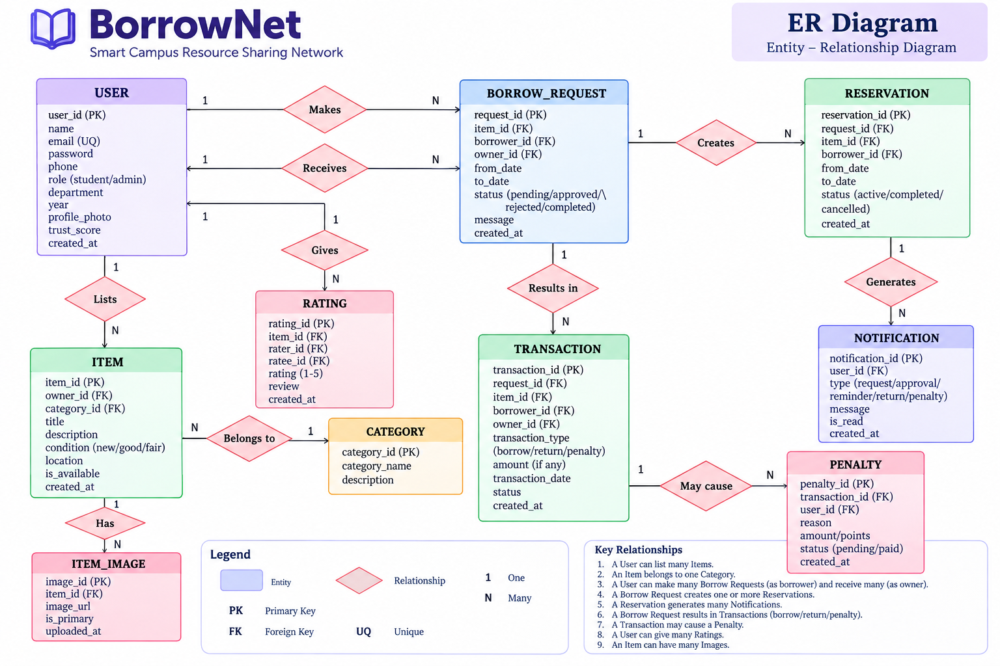 BorrowNet
Smart Campus Resource Sharing Network
ER Diagram
Entity – Relationship Diagram
USER
user_id (PK)
name
email (UQ)
password
phone
role (student/admin)
department
year
profile_photo
trust_score
created_at
1
Makes
N
1
Receives
N
1
1
Gives
N
BORROW_REQUEST
request_id (PK)
item_id (FK)
borrower_id (FK)
owner_id (FK)
from_date
to_date
status (pending/approved/\
rejected/completed)
message
created_at
1
Creates
N
RESERVATION
reservation_id (PK)
request_id (FK)
item_id (FK)
borrower_id (FK)
from_date
to_date
status (active/completed/
cancelled)
created_at
1
Lists
N
RATING
rating_id (PK)
item_id (FK)
rater_id (FK)
ratee_id (FK)
rating (1-5)
review
created_at
1
Results in
N
1
Generates
N
ITEM
item_id (PK)
owner_id (FK)
category_id (FK)
title
description
condition (new/good/fair)
location
is_available
created_at
N
Belongs to
1
CATEGORY
category_id (PK)
category_name
description
TRANSACTION
transaction_id (PK)
request_id (FK)
item_id (FK)
borrower_id (FK)
owner_id (FK)
transaction_type
(borrow/return/penalty)
amount (if any)
transaction_date
status
created_at
NOTIFICATION
notification_id (PK)
user_id (FK)
type (request/approval/
reminder/return/penalty)
message
is_read
created_at
1
May cause
N
PENALTY
penalty_id (PK)
transaction_id (FK)
user_id (FK)
reason
amount/points
status (pending/paid)
created_at
1
Has
N
ITEM_IMAGE
image_id (PK)
item_id (FK)
image_url
is_primary
uploaded_at
Legend
Entity
Relationship
1 One
N Many
PK Primary Key
FK Foreign Key
UQ Unique
Key Relationships
1. A User can list many Items.
2. An Item belongs to one Category.
3. A User can make many Borrow Requests (as borrower) and receive many (as owner).
4. A Borrow Request creates one or more Reservations.
5. A Reservation generates many Notifications.
6. A Borrow Request results in Transactions (borrow/return/penalty).
7. A Transaction may cause a Penalty.
8. A User can give many Ratings.
9. An Item can have many Images.